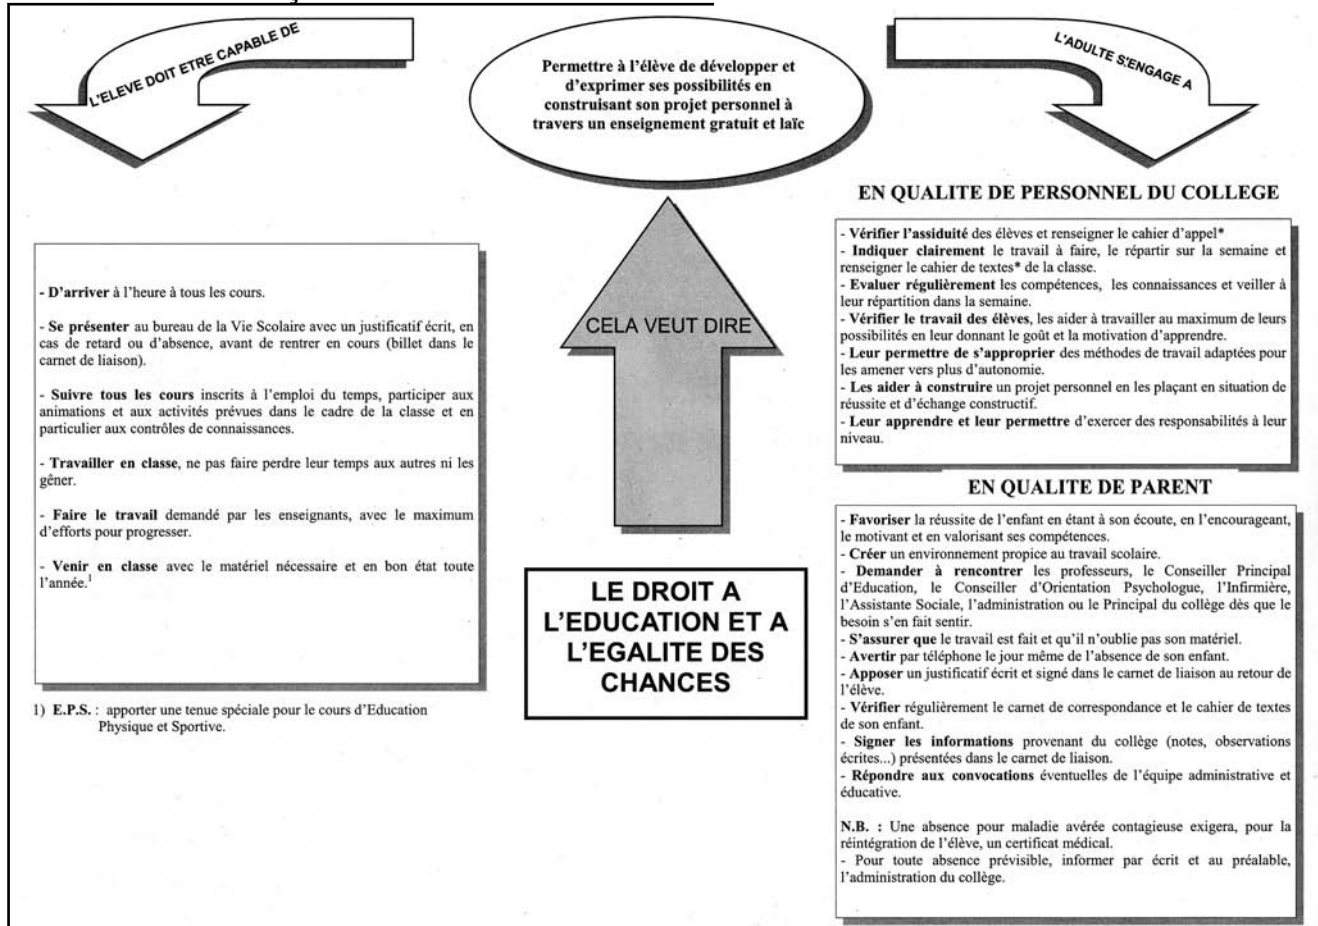 L'ELEVE DOIT ETRE CAPABLE DE
Permettre à l'élève de développer et
d'exprimer ses possibilités en
construisant son projet personnel à
travers un enseignement gratuit et laïc
L'ADULTE S'ENGAGE A
- D'arriver à l'heure à tous les cours.
- Se présenter au bureau de la Vie Scolaire avec un justificatif écrit, en
cas de retard ou d'absence, avant de rentrer en cours (billet dans le
carnet de liaison).
- Suivre tous les cours inscrits à l'emploi du temps, participer aux
animations et aux activités prévues dans le cadre de la classe et en
particulier aux contrôles de connaissances.
- Travailler en classe, ne pas faire perdre leur temps aux autres ni les
gêner.
- Faire le travail demandé par les enseignants, avec le maximum
d'efforts pour progresser.
- Venir en classe avec le matériel nécessaire et en bon état toute
l'année.1
1) E.P.S. : apporter une tenue spéciale pour le cours d'Education
Physique et Sportive.
CELA VEUT DIRE
LE DROIT A
L'EDUCATION ET A
L'EGALITE DES
CHANCES
EN QUALITE DE PERSONNEL DU COLLEGE
- Vérifier l'assiduité des élèves et renseigner le cahier d'appel*
- Indiquer clairement le travail à faire, le répartir sur la semaine et
renseigner le cahier de textes* de la classe.
- Evaluer régulièrement les compétences, les connaissances et veiller à
leur répartition dans la semaine.
- Vérifier le travail des élèves, les aider à travailler au maximum de leurs
possibilités en leur donnant le goût et la motivation d'apprendre.
- Leur permettre de s'approprier des méthodes de travail adaptées pour
les amener vers plus d'autonomie.
- Les aider à construire un projet personnel en les plaçant en situation de
réussite et d'échange constructif.
- Leur apprendre et leur permettre d'exercer des responsabilités à leur
niveau.
EN QUALITE DE PARENT
- Favoriser la réussite de l'enfant en étant à son écoute, en l'encourageant,
le motivant et en valorisant ses compétences.
- Créer un environnement propice au travail scolaire.
- Demander à rencontrer les professeurs, le Conseiller Principal
d'Education, le Conseiller d'Orientation Psychologue, l'Infirmière,
l'Assistante Sociale, l'administration ou le Principal du collège dès que le
besoin s'en fait sentir.
- S'assurer que le travail est fait et qu'il n'oublie pas son matériel.
- Avertir par téléphone le jour même de l'absence de son enfant.
- Apposer un justificatif écrit et signé dans le carnet de liaison au retour de
l'élève.
- Vérifier régulièrement le carnet de correspondance et le cahier de textes
de son enfant.
- Signer les informations provenant du collège (notes, observations
écrites...) présentées dans le carnet de liaison.
- Répondre aux convocations éventuelles de l'équipe administrative et
éducative.
N.B. : Une absence pour maladie avérée contagieuse exigera, pour la
réintégration de l'élève, un certificat médical.
- Pour toute absence prévisible, informer par écrit et au préalable,
l'administration du collège.